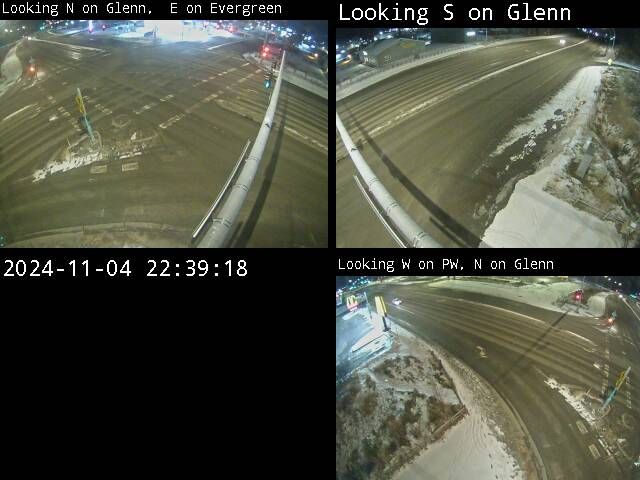 Looking N on Glenn,  E on Evergreen
Looking S on Glenn
2024-11-04 22:39:18
Looking W on PW, N on Glenn